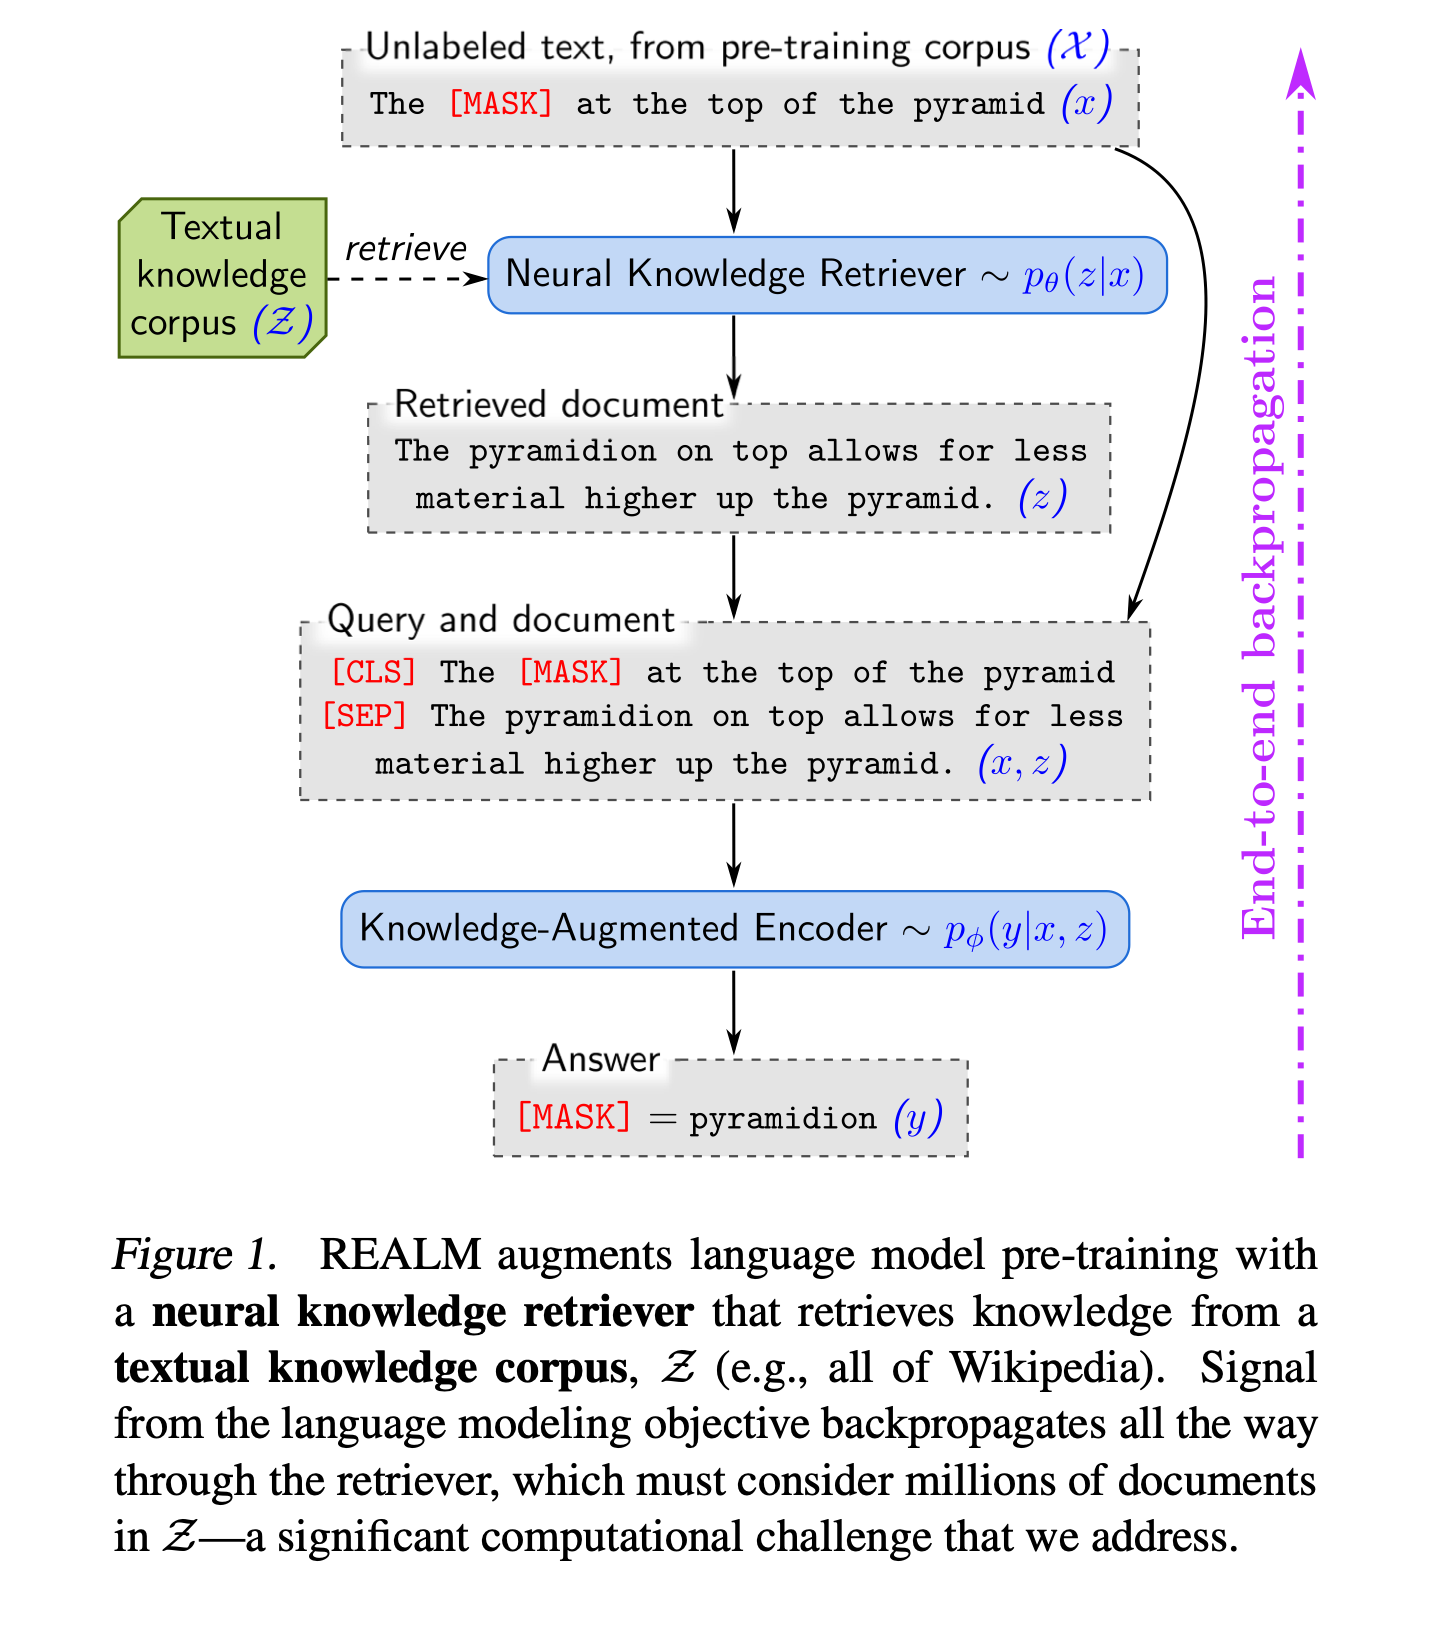 Unlabeled text, from pre-training corpus (𝒳)
The [MASK] at the top of the pyramid (x)
Textual
knowledge
corpus (𝒵)
retrieve
Neural Knowledge Retriever ∼ pθ(z|x)
Retrieved document
The pyramidion on top allows for less
material higher up the pyramid. (z)
Query and document
[CLS] The [MASK] at the top of the pyramid
[SEP] The pyramidion on top allows for less
material higher up the pyramid. (x, z)
Knowledge-Augmented Encoder ∼ pϕ(y|x, z)
Answer
[MASK] = pyramidion (y)
End-to-end backpropagation
Figure 1. REALM augments language model pre-training with
a neural knowledge retriever that retrieves knowledge from a
textual knowledge corpus, 𝒵 (e.g., all of Wikipedia). Signal
from the language modeling objective backpropagates all the way
through the retriever, which must consider millions of documents
in 𝒵—a significant computational challenge that we address.